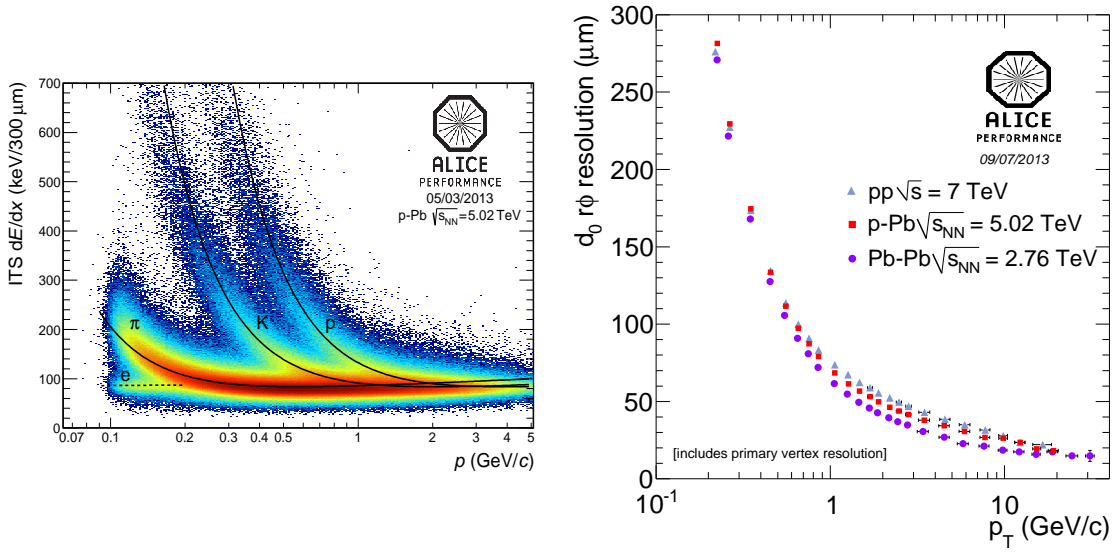 ITS dE/dx (keV/300 μm)
700
600
500
400
300
200
100
0
ALICE
PERFORMANCE
05/03/2013
p-Pb √sNN = 5.02 TeV
π
K
p
e
0.07 0.1 0.2 0.3 0.4 0.5 1 2 3 4 5
p (GeV/c)
d0 rφ resolution (μm)
300
250
200
150
100
50
0
ALICE
PERFORMANCE
09/07/2013
pp √s = 7 TeV
p-Pb √sNN = 5.02 TeV
Pb-Pb √sNN = 2.76 TeV
[includes primary vertex resolution]
10⁻¹ 1 10
pT (GeV/c)